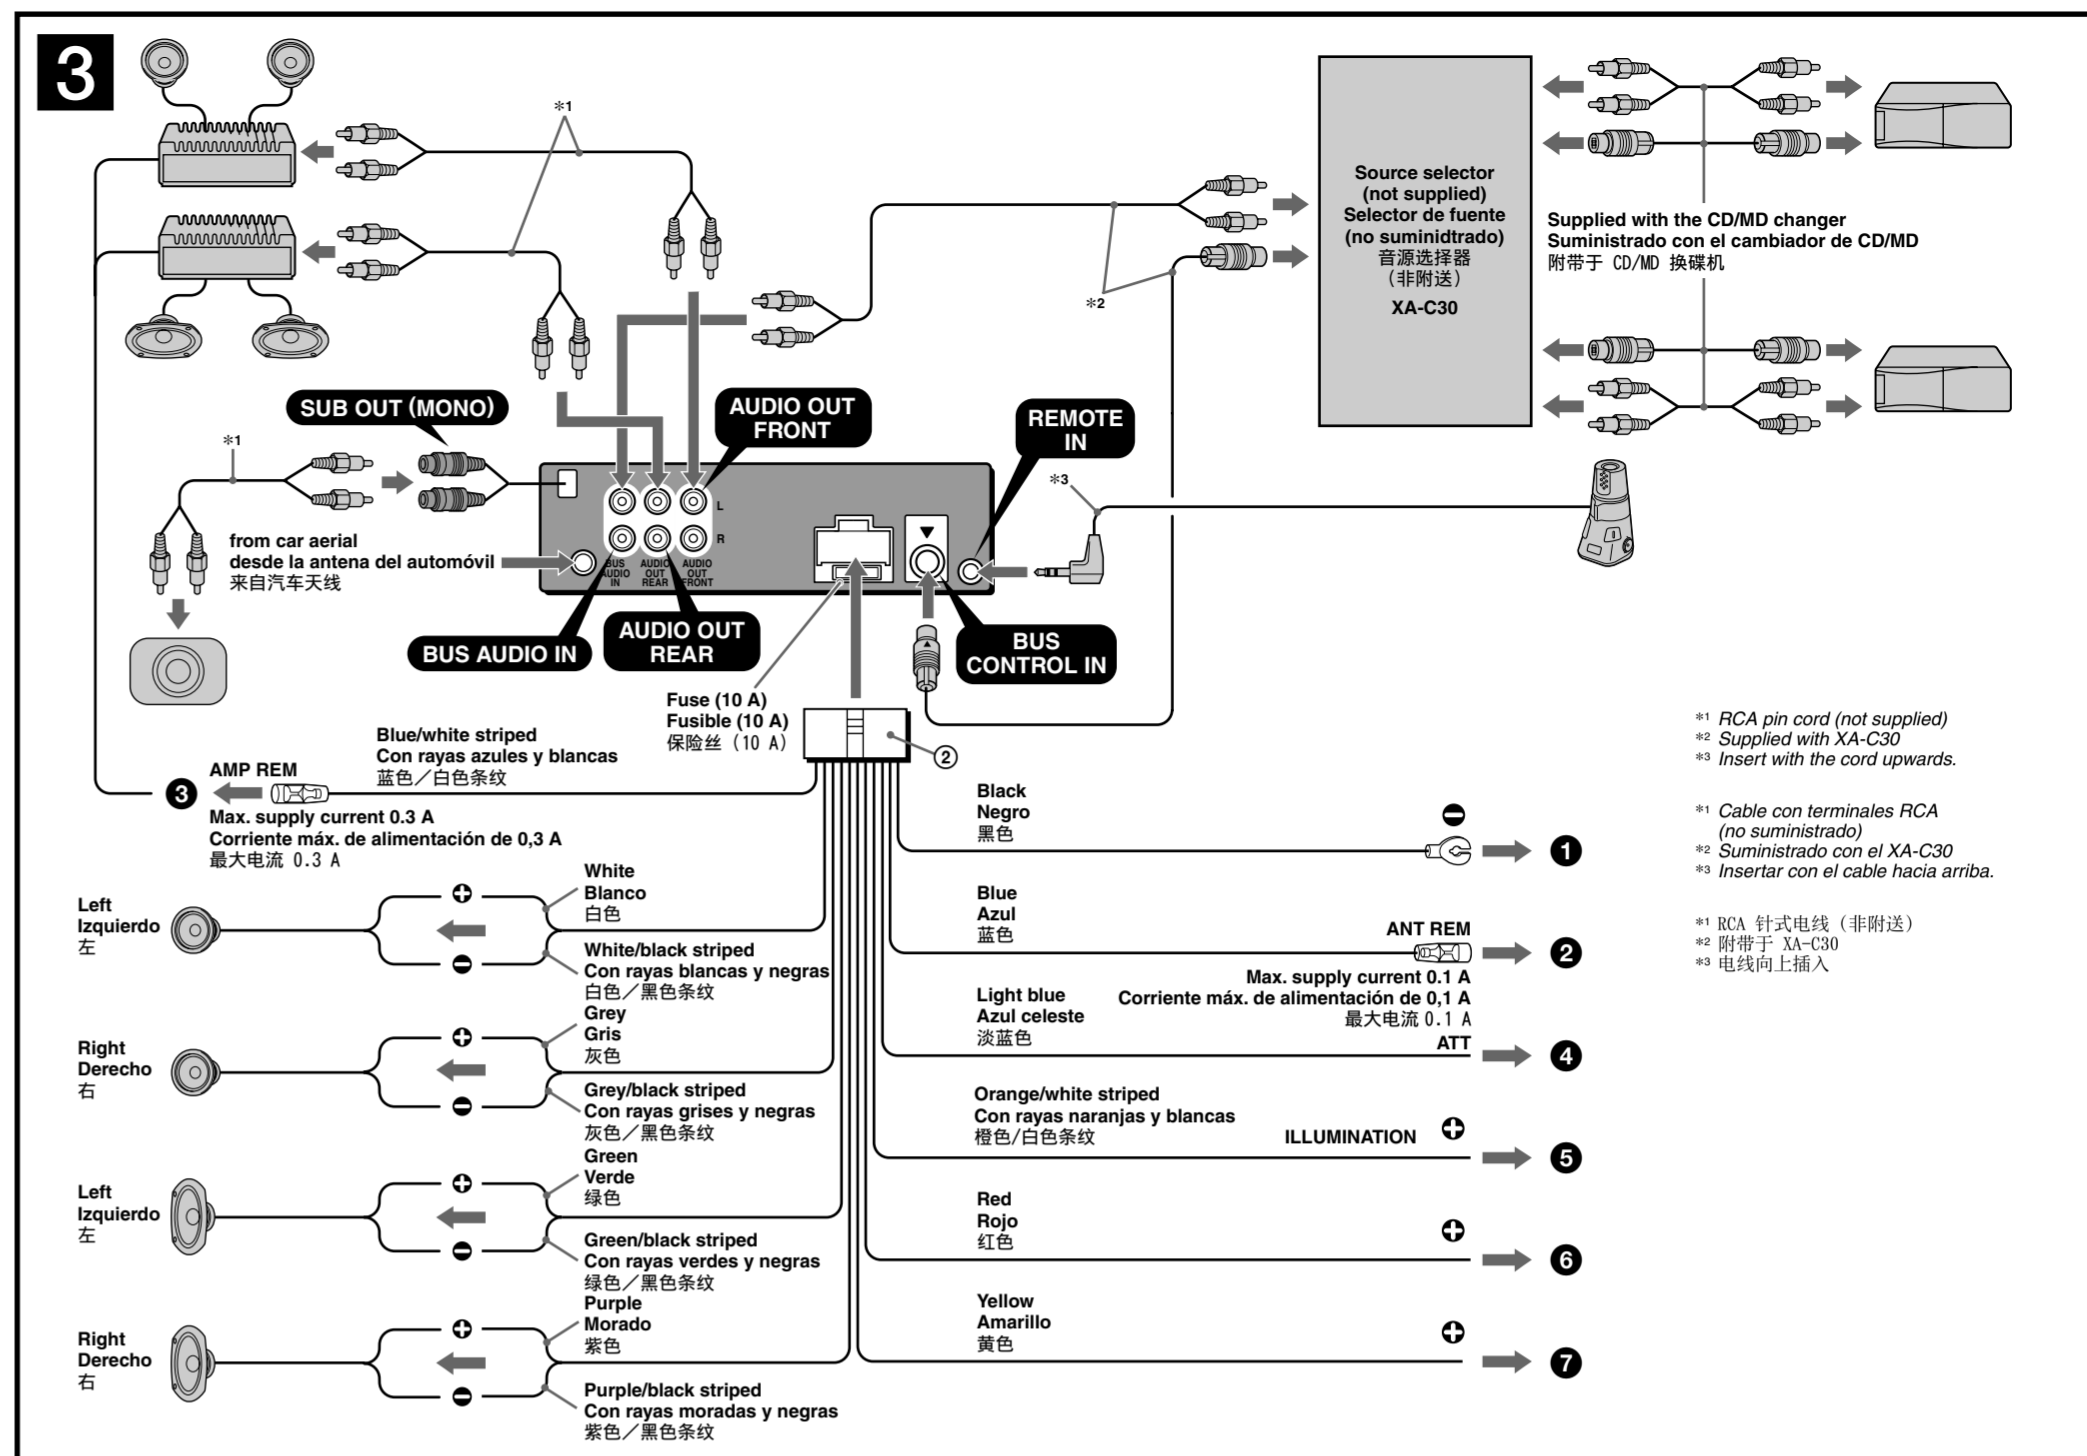 3
*1
Source selector
(not supplied)
Selector de fuente
(no suminidtrado)
音源选择器
（非附送）
XA-C30
Supplied with the CD/MD changer
Suministrado con el cambiador de CD/MD
附带于 CD/MD 换碟机
*2
SUB OUT (MONO)
AUDIO OUT
FRONT
REMOTE
IN
*1
*3
from car aerial
desde la antena del automóvil
来自汽车天线
L
R
BUS
AUDIO
IN
AUDIO
OUT
REAR
AUDIO
OUT
FRONT
BUS AUDIO IN
AUDIO OUT
REAR
BUS
CONTROL IN
Fuse (10 A)
Fusible (10 A)
保险丝（10 A）
②
Blue/white striped
Con rayas azules y blancas
蓝色／白色条纹
3
AMP REM
Max. supply current 0.3 A
Corriente máx. de alimentación de 0,3 A
最大电流 0.3 A
*1 RCA pin cord (not supplied)
*2 Supplied with XA-C30
*3 Insert with the cord upwards.
*1 Cable con terminales RCA
(no suministrado)
*2 Suministrado con el XA-C30
*3 Insertar con el cable hacia arriba.
*1 RCA 针式电线（非附送）
*2 附带于 XA-C30
*3 电线向上插入
Left
Izquierdo
左
White
Blanco
白色
White/black striped
Con rayas blancas y negras
白色／黑色条纹
Right
Derecho
右
Grey
Gris
灰色
Grey/black striped
Con rayas grises y negras
灰色／黑色条纹
Left
Izquierdo
左
Green
Verde
绿色
Green/black striped
Con rayas verdes y negras
绿色／黑色条纹
Right
Derecho
右
Purple
Morado
紫色
Purple/black striped
Con rayas moradas y negras
紫色／黑色条纹
Black
Negro
黑色
1
Blue
Azul
蓝色
ANT REM
2
Max. supply current 0.1 A
Corriente máx. de alimentación de 0,1 A
最大电流 0.1 A
Light blue
Azul celeste
淡蓝色
ATT
4
Orange/white striped
Con rayas naranjas y blancas
橙色/白色条纹
ILLUMINATION
5
Red
Rojo
红色
6
Yellow
Amarillo
黄色
7